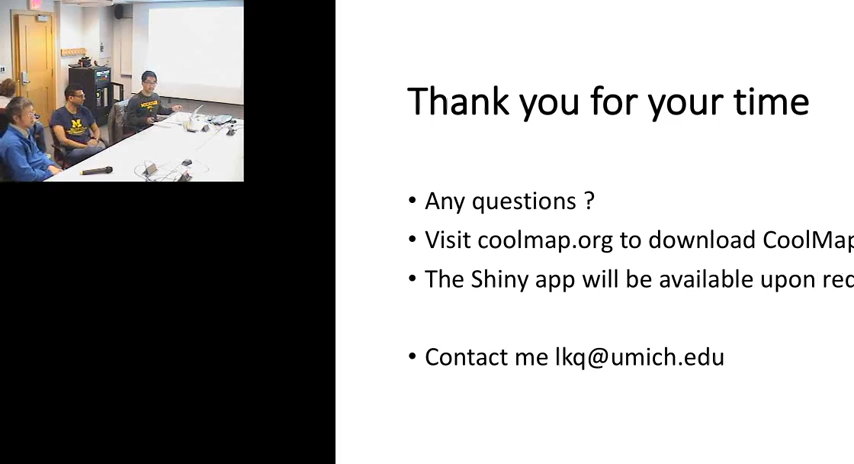 Thank you for your time
• Any questions ?
• Visit coolmap.org to download CoolMap
• The Shiny app will be available upon req
• Contact me lkq@umich.edu